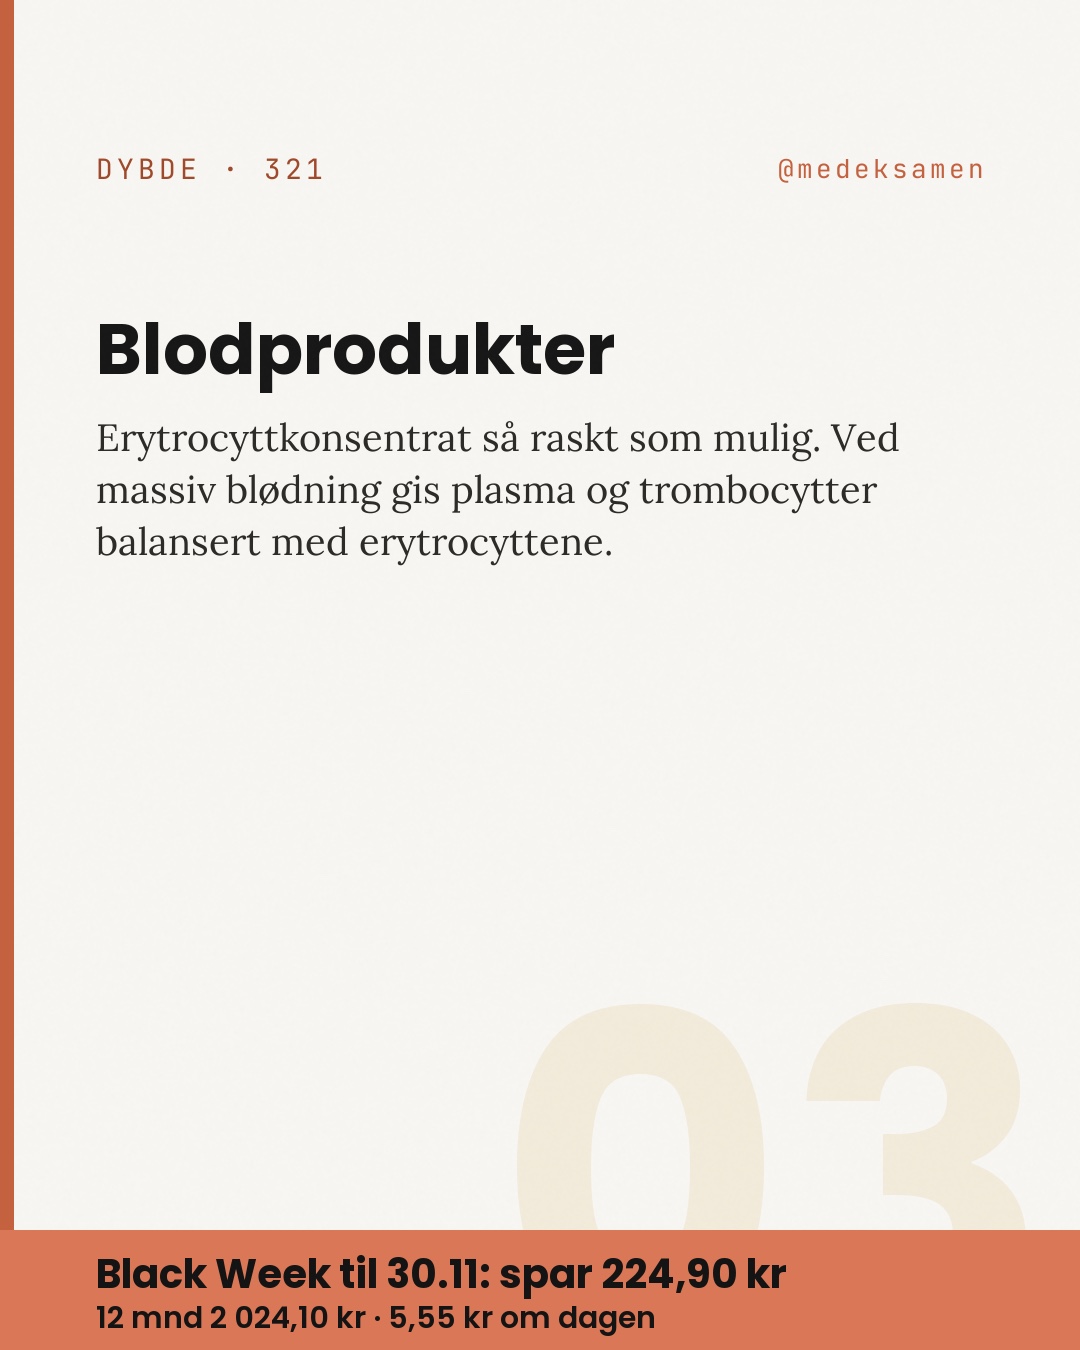 DYBDE · 321
@medeksamen
Blodprodukter
Erytrocyttkonsentrat så raskt som mulig. Ved
massiv blødning gis plasma og trombocytter
balansert med erytrocyttene.
03
Black Week til 30.11: spar 224,90 kr
12 mnd 2 024,10 kr · 5,55 kr om dagen